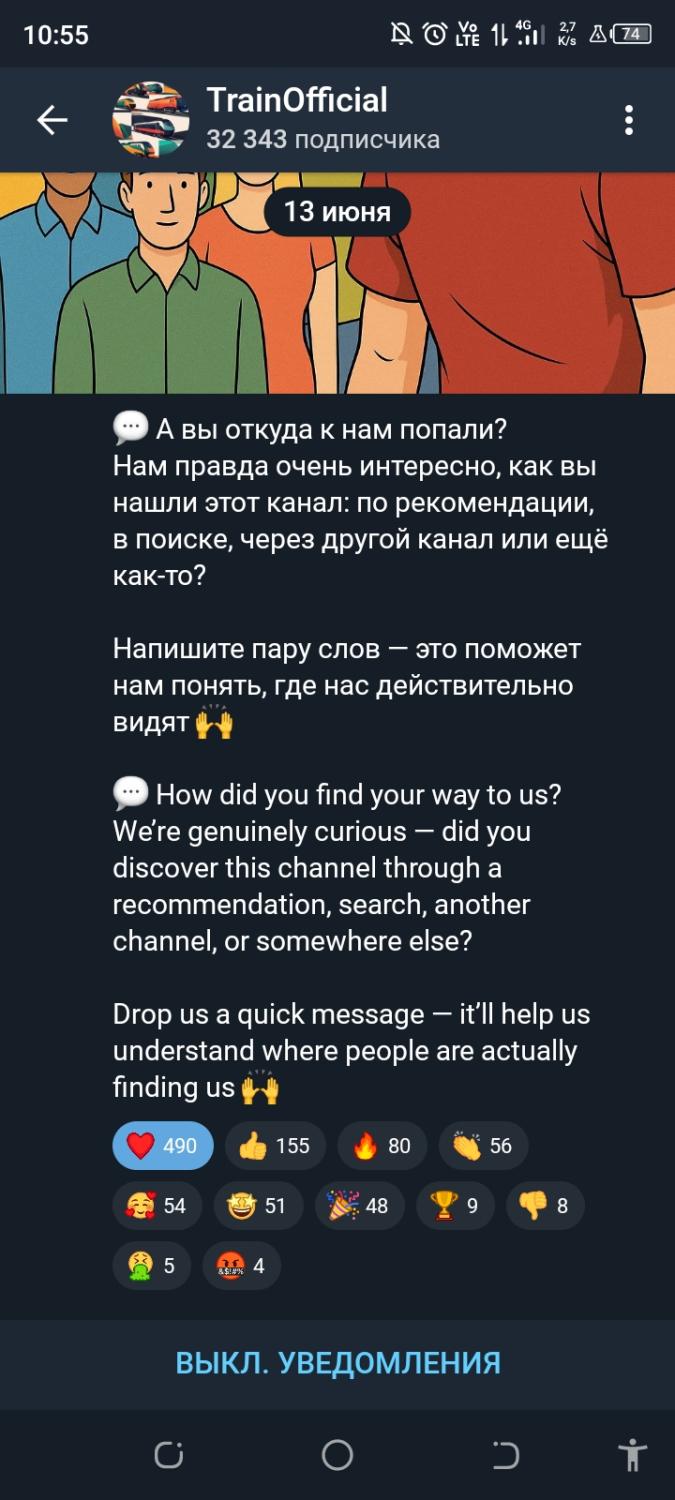 10:55
Vo
LTE
4G
2,7
K/s
74
TrainOfficial
32 343 подписчика
13 июня
💬 А вы откуда к нам попали?
Нам правда очень интересно, как вы
нашли этот канал: по рекомендации,
в поиске, через другой канал или ещё
как-то?
Напишите пару слов — это поможет
нам понять, где нас действительно
видят 🙌
💬 How did you find your way to us?
We’re genuinely curious — did you
discover this channel through a
recommendation, search, another
channel, or somewhere else?
Drop us a quick message — it’ll help us
understand where people are actually
finding us 🙌
❤️ 490 👍 155 🔥 80 👏 56
🥰 54 🤩 51 🎉 48 🏆 9 👎 8
🤮 5 🤬 4
ВЫКЛ. УВЕДОМЛЕНИЯ